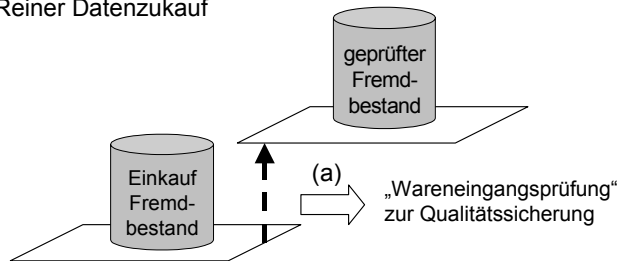 Reiner Datenzukauf
geprüfter
Fremd-
bestand
Einkauf
Fremd-
bestand
(a)
„Wareneingangsprüfung“
zur Qualitätssicherung